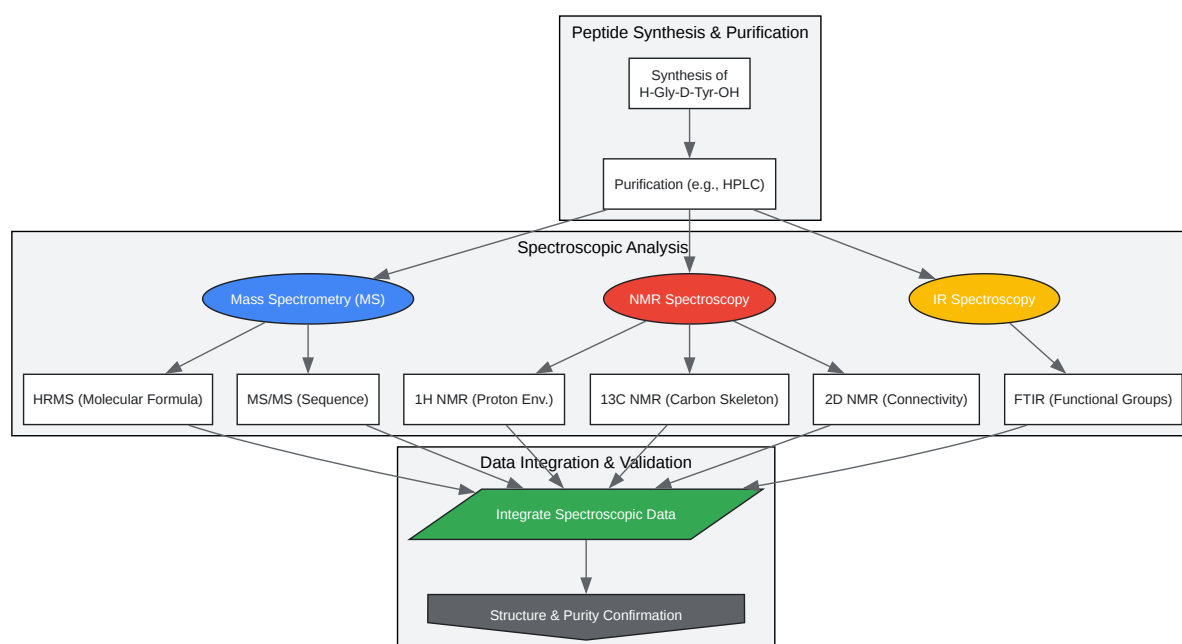 Peptide Synthesis & Purification
Synthesis of
H-Gly-D-Tyr-OH
Purification (e.g., HPLC)
Spectroscopic Analysis
Mass Spectrometry (MS)
NMR Spectroscopy
IR Spectroscopy
HRMS (Molecular Formula)
MS/MS (Sequence)
1H NMR (Proton Env.)
13C NMR (Carbon Skeleton)
2D NMR (Connectivity)
FTIR (Functional Groups)
Data Integration & Validation
Integrate Spectroscopic Data
Structure & Purity Confirmation